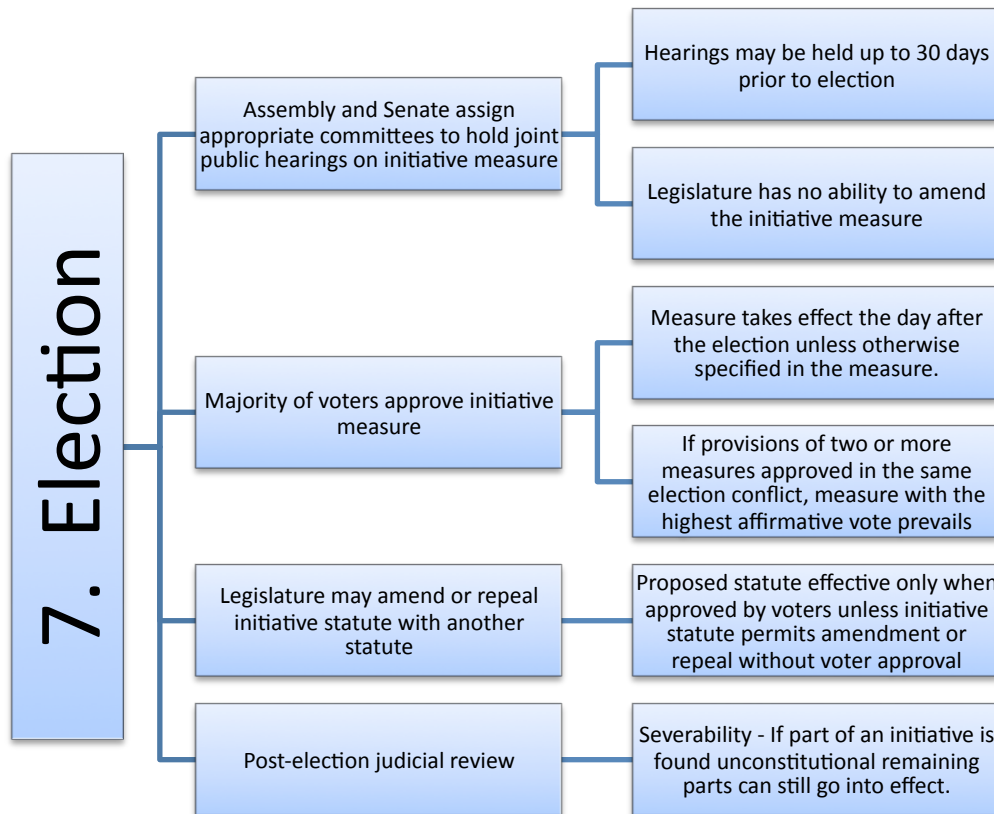 7. Election
Assembly and Senate assign
appropriate committees to hold joint
public hearings on initiative measure
Hearings may be held up to 30 days
prior to election
Legislature has no ability to amend
the initiative measure
Majority of voters approve initiative
measure
Measure takes effect the day after
the election unless otherwise
specified in the measure.
If provisions of two or more
measures approved in the same
election conflict, measure with the
highest affirmative vote prevails
Legislature may amend or repeal
initiative statute with another
statute
Proposed statute effective only when
approved by voters unless initiative
statute permits amendment or
repeal without voter approval
Post-election judicial review
Severability - If part of an initiative is
found unconstitutional remaining
parts can still go into effect.